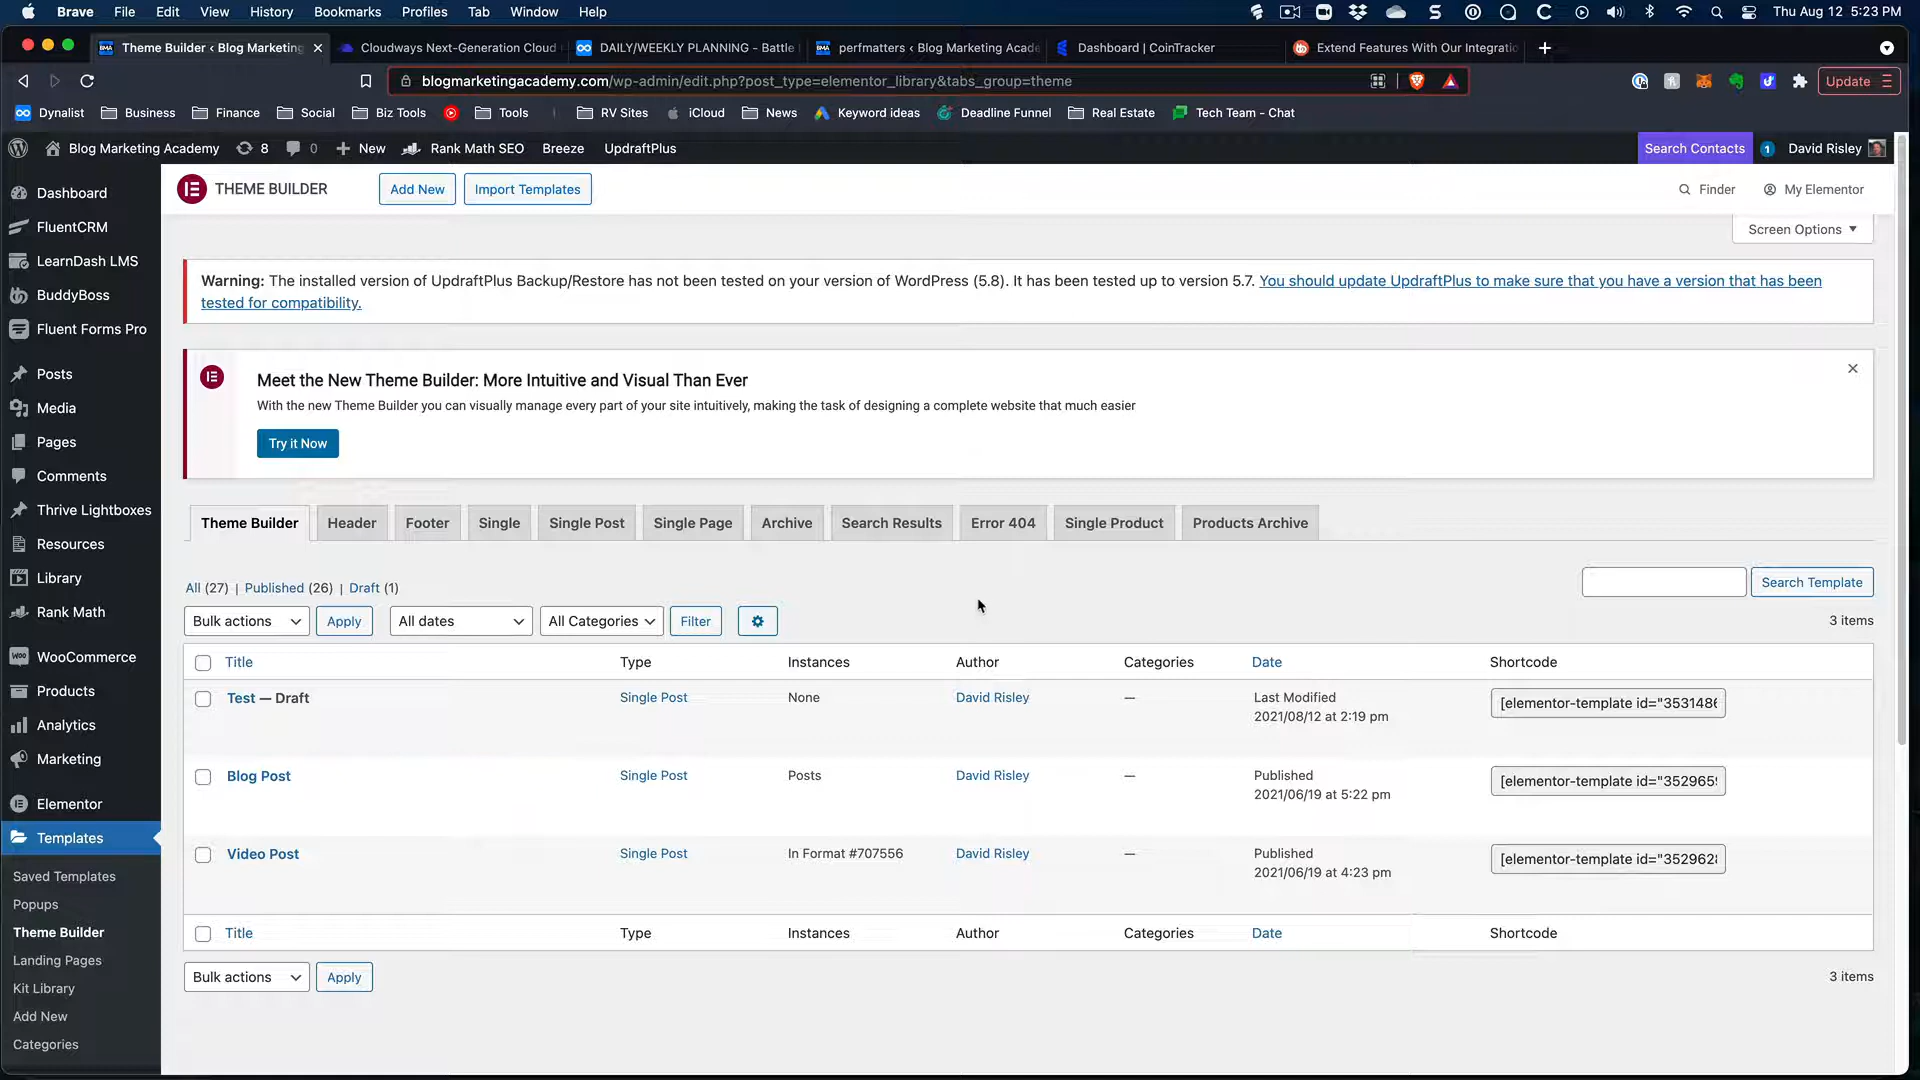 Brave File Edit View History Bookmarks Profiles Tab Window Help Thu Aug 12 5:23 PM
Theme Builder ‹ Blog Marketing Cloudways Next-Generation Cloud DAILY/WEEKLY PLANNING - Battle perfmatters ‹ Blog Marketing Acade Dashboard | CoinTracker Extend Features With Our Integratio
blogmarketingacademy.com/wp-admin/edit.php?post_type=elementor_library&tabs_group=theme Update
Dynalist Business Finance Social Biz Tools Tools RV Sites iCloud News Keyword ideas Deadline Funnel Real Estate Tech Team - Chat
Blog Marketing Academy 8 0 New Rank Math SEO Breeze UpdraftPlus Search Contacts 1 David Risley
THEME BUILDER Add New Import Templates Finder My Elementor
Screen Options
Dashboard
FluentCRM
LearnDash LMS
BuddyBoss
Fluent Forms Pro
Posts
Media
Pages
Comments
Thrive Lightboxes
Resources
Library
Rank Math
WooCommerce
Products
Analytics
Marketing
Elementor
Templates
Saved Templates
Popups
Theme Builder
Landing Pages
Kit Library
Add New
Categories
Warning: The installed version of UpdraftPlus Backup/Restore has not been tested on your version of WordPress (5.8). It has been tested up to version 5.7. You should update UpdraftPlus to make sure that you have a version that has been
tested for compatibility.
Meet the New Theme Builder: More Intuitive and Visual Than Ever
With the new Theme Builder you can visually manage every part of your site intuitively, making the task of designing a complete website that much easier
Try it Now
Theme Builder Header Footer Single Single Post Single Page Archive Search Results Error 404 Single Product Products Archive
All (27) | Published (26) | Draft (1) Search Template
Bulk actions Apply All dates All Categories Filter 3 items
Title Type Instances Author Categories Date Shortcode
Test — Draft Single Post None David Risley — Last Modified [elementor-template id="3531486
2021/08/12 at 2:19 pm
Blog Post Single Post Posts David Risley — Published [elementor-template id="352965
2021/06/19 at 5:22 pm
Video Post Single Post In Format #707556 David Risley — Published [elementor-template id="352962
2021/06/19 at 4:23 pm
Title Type Instances Author Categories Date Shortcode
Bulk actions Apply 3 items